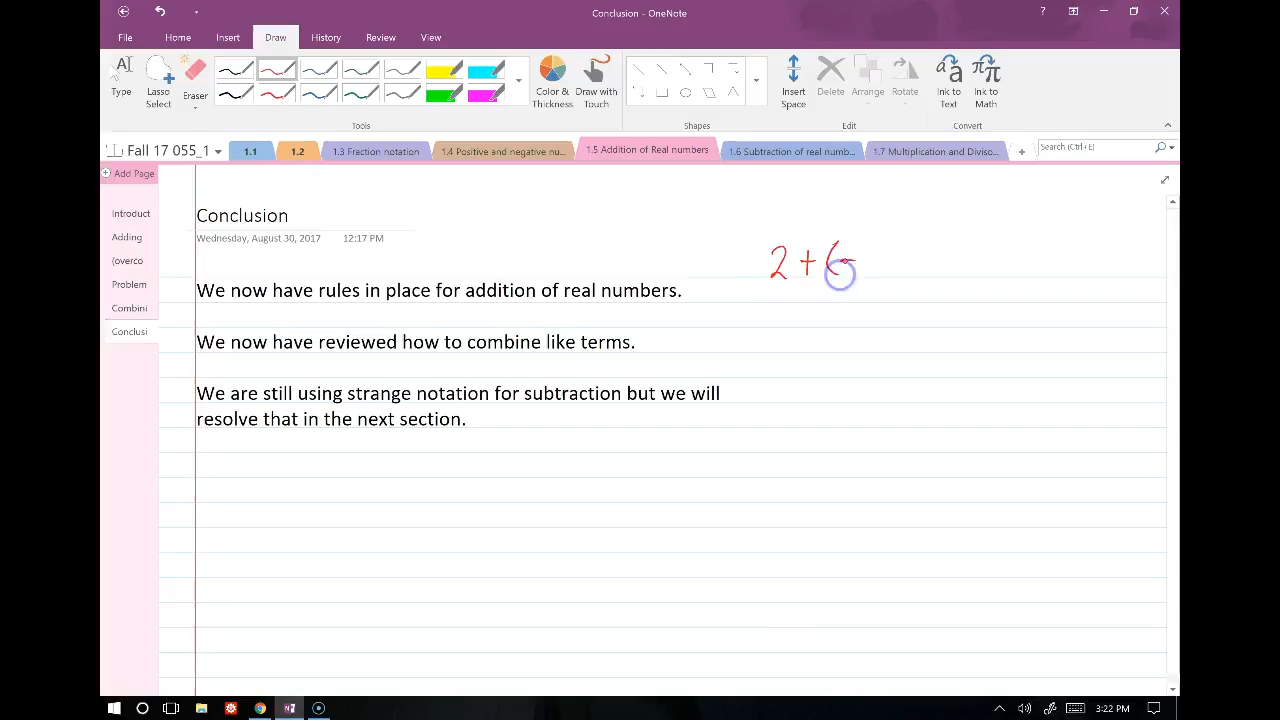 Conclusion - OneNote
File Home Insert Draw History Review View
Type Lasso Select Eraser Color & Thickness Draw with Touch Insert Space Delete Arrange Rotate Ink to Text Ink to Math
Tools Shapes Edit Convert
Fall 17 055_1 1.1 1.2 1.3 Fraction notation 1.4 Positive and negative nu... 1.5 Addition of Real numbers 1.6 Subtraction of real numb... 1.7 Multiplication and Diviso... Search (Ctrl+E)
Add Page
Introduct
Adding
(overco
Problem
Combini
Conclusi
Conclusion
Wednesday, August 30, 2017 12:17 PM
2 + (-
We now have rules in place for addition of real numbers.
We now have reviewed how to combine like terms.
We are still using strange notation for subtraction but we will
resolve that in the next section.
3:22 PM